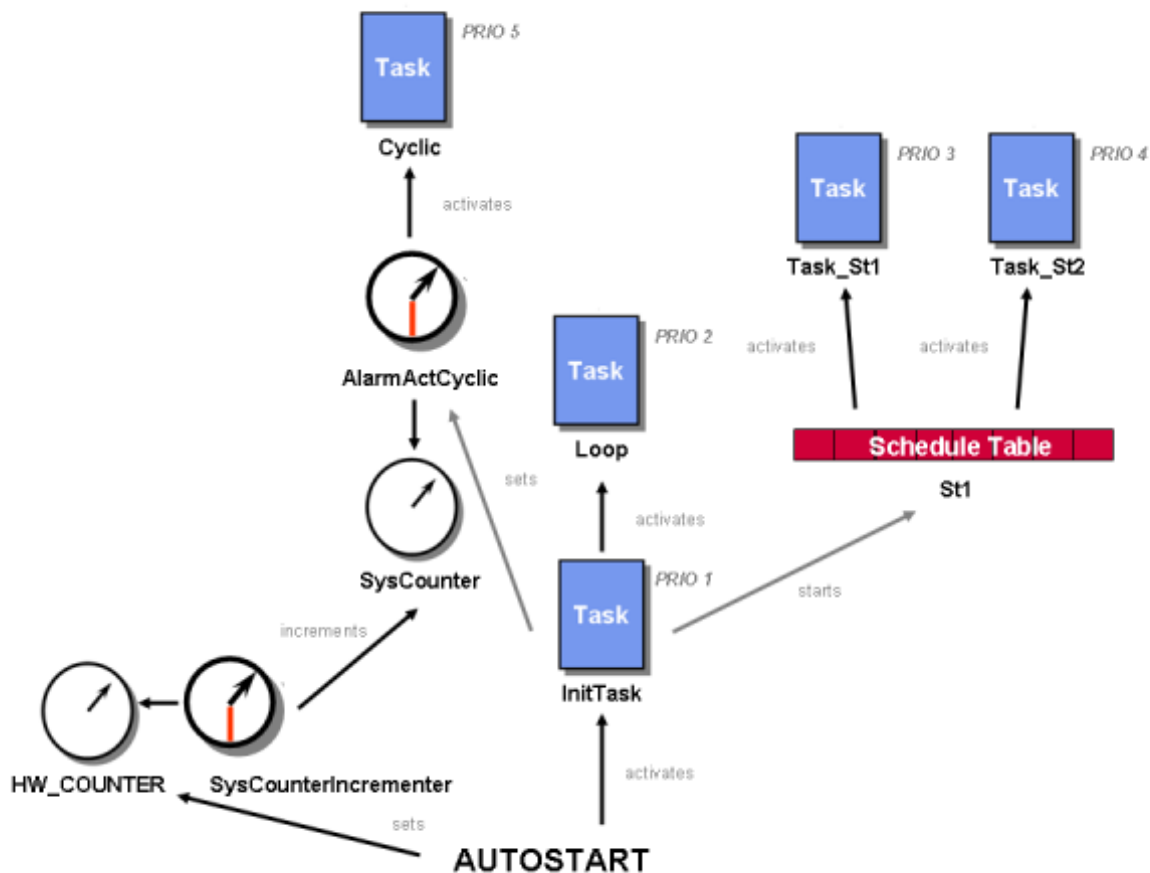 PRIO 5
Task
Cyclic
activates
PRIO 3
PRIO 4
Task
Task
Task_St1
Task_St2
AlarmActCyclic
PRIO 2
Task
Loop
activates
activates
Schedule Table
St1
sets
activates
SysCounter
PRIO 1
Task
InitTask
starts
increments
HW_COUNTER
SysCounterIncrementer
activates
sets
AUTOSTART